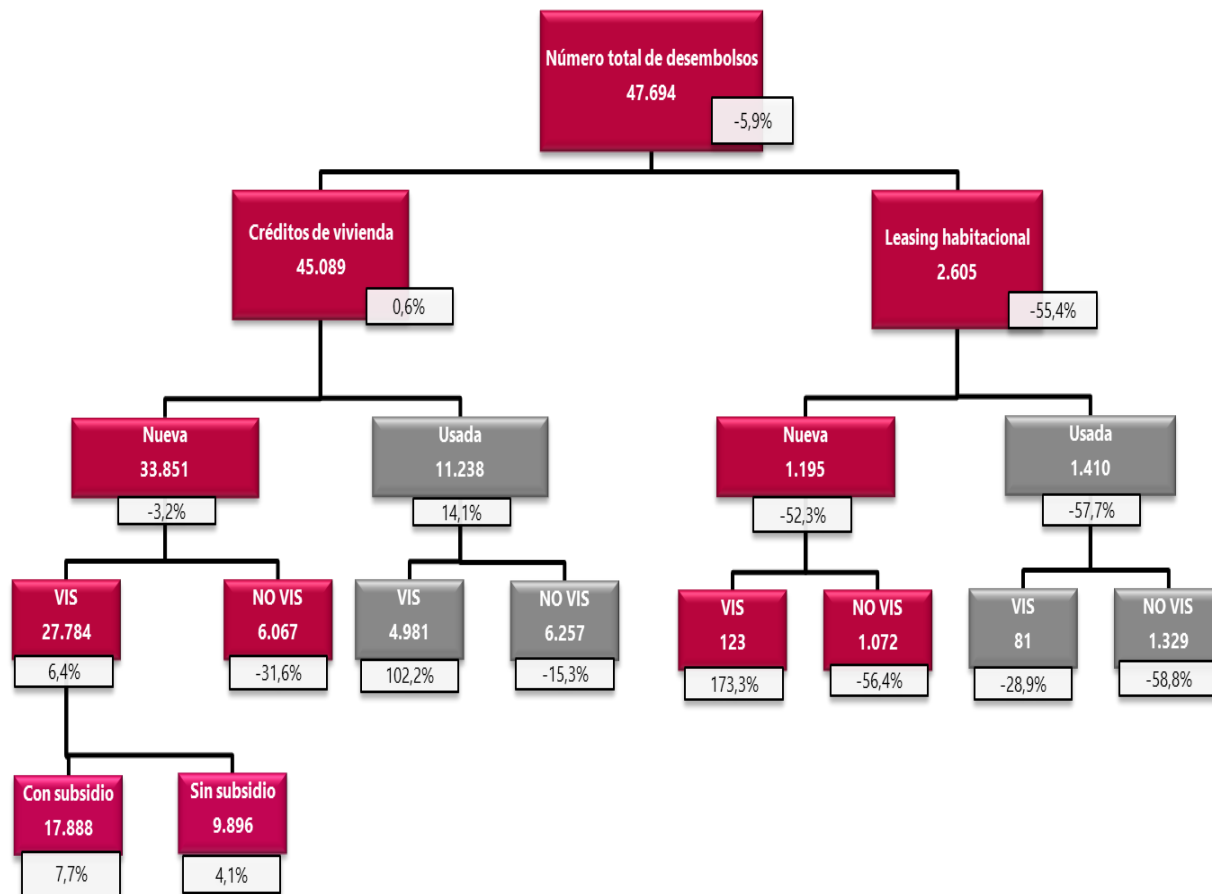 Número total de desembolsos
47.694
-5,9%
Créditos de vivienda
45.089
0,6%
Leasing habitacional
2.605
-55,4%
Nueva
33.851
-3,2%
Usada
11.238
14,1%
Nueva
1.195
-52,3%
Usada
1.410
-57,7%
VIS
27.784
6,4%
NO VIS
6.067
-31,6%
VIS
4.981
102,2%
NO VIS
6.257
-15,3%
VIS
123
173,3%
NO VIS
1.072
-56,4%
VIS
81
-28,9%
NO VIS
1.329
-58,8%
Con subsidio
17.888
7,7%
Sin subsidio
9.896
4,1%